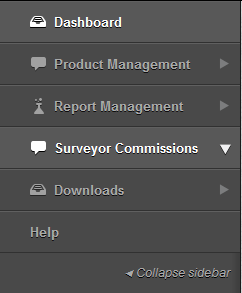 Dashboard
Product Management
Report Management
Surveyor Commissions
Downloads
Help
Collapse sidebar